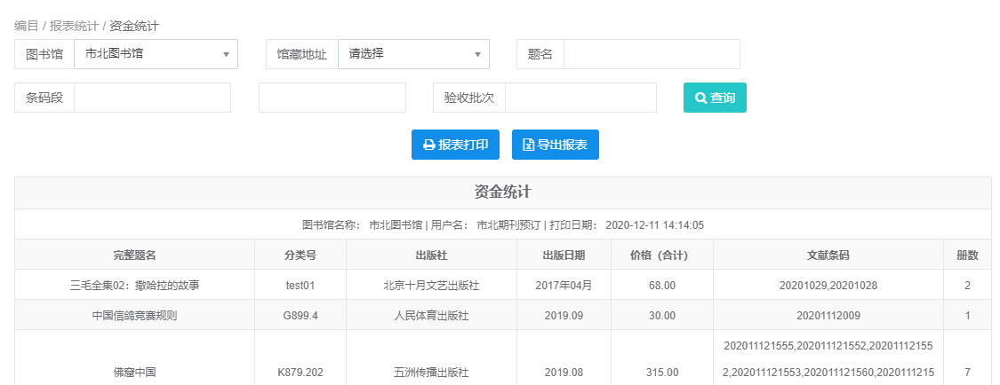 编目 / 报表统计 / 资金统计
图书馆 市北图书馆 馆藏地址 请选择 题名
条码段 验收批次 查询
报表打印 导出报表
资金统计
图书馆名称: 市北图书馆 | 用户名: 市北期刊预订 | 打印日期: 2020-12-11 14:14:05
完整题名 分类号 出版社 出版日期 价格（合计） 文献条码 册数
三毛全集02：撒哈拉的故事 test01 北京十月文艺出版社 2017年04月 68.00 20201029,20201028 2
中国信鸽竞赛规则 G899.4 人民体育出版社 2019.09 30.00 20201112009 1
202011121555,202011121552,20201112155
佛窟中国 K879.202 五洲传播出版社 2019.08 315.00 2,202011121553,202011121560,2020111215 7